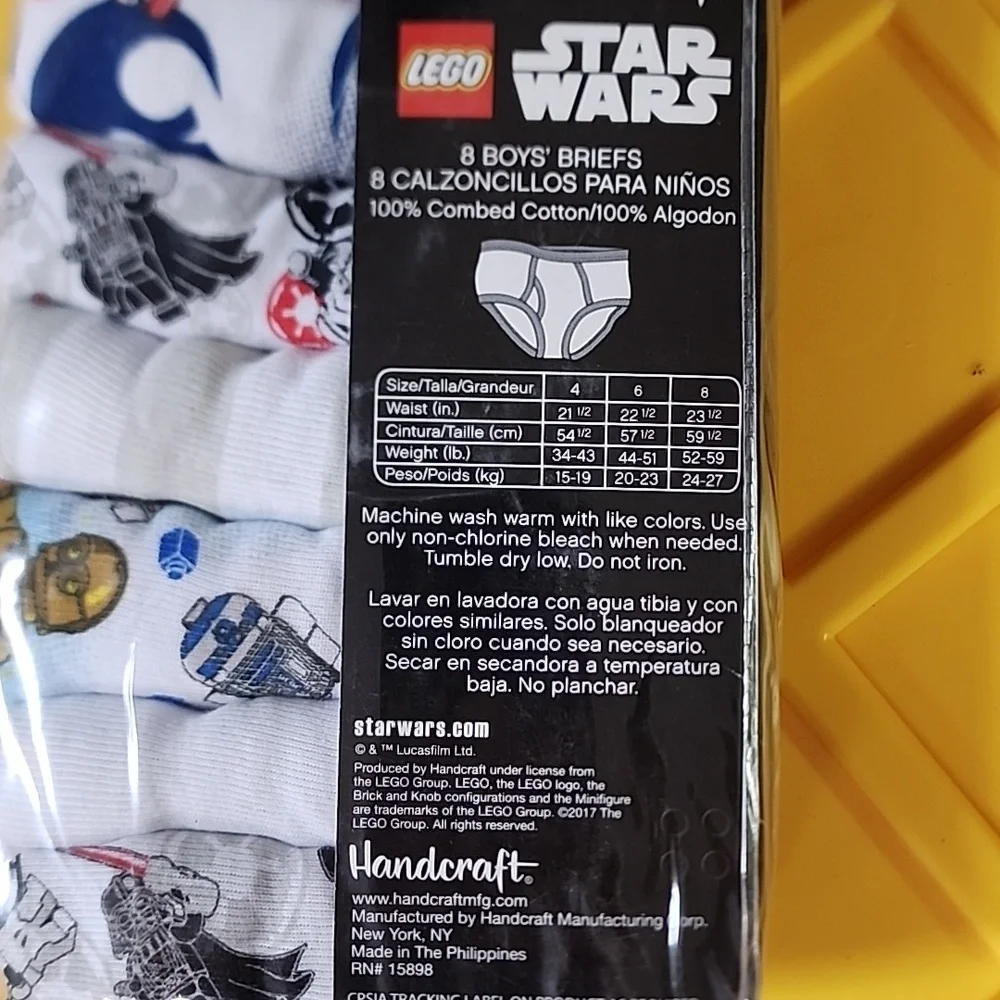 LEGO
STAR
WARS
8 BOYS' BRIEFS
8 CALZONCILLOS PARA NIÑOS
100% Combed Cotton/100% Algodon
Size/Talla/Grandeur 4 6 8
Waist (in.) 21 1/2 22 1/2 23 1/2
Cintura/Taille (cm) 54 1/2 57 1/2 59 1/2
Weight (lb.) 34-43 44-51 52-59
Peso/Poids (kg) 15-19 20-23 24-27
Machine wash warm with like colors. Use
only non-chlorine bleach when needed.
Tumble dry low. Do not iron.
Lavar en lavadora con agua tibia y con
colores similares. Solo blanqueador
sin cloro cuando sea necesario.
Secar en secandora a temperatura
baja. No planchar.
starwars.com
© & ™ Lucasfilm Ltd.
Produced by Handcraft under license from
the LEGO Group. LEGO, the LEGO logo, the
Brick and Knob configurations and the Minifigure
are trademarks of the LEGO Group. ©2017 The
LEGO Group. All rights reserved.
Handcraft®
www.handcraftmfg.com
Manufactured by Handcraft Manufacturing Corp.
New York, NY
Made in The Philippines
RN# 15898
CPSIA TRACKING LABEL ON PRODUCT